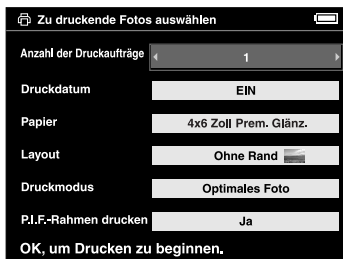 Zu druckende Fotos auswählen
Anzahl der Druckaufträge 1
Druckdatum EIN
Papier 4x6 Zoll Prem. Glänz.
Layout Ohne Rand
Druckmodus Optimales Foto
P.I.F.-Rahmen drucken Ja
OK, um Drucken zu beginnen.